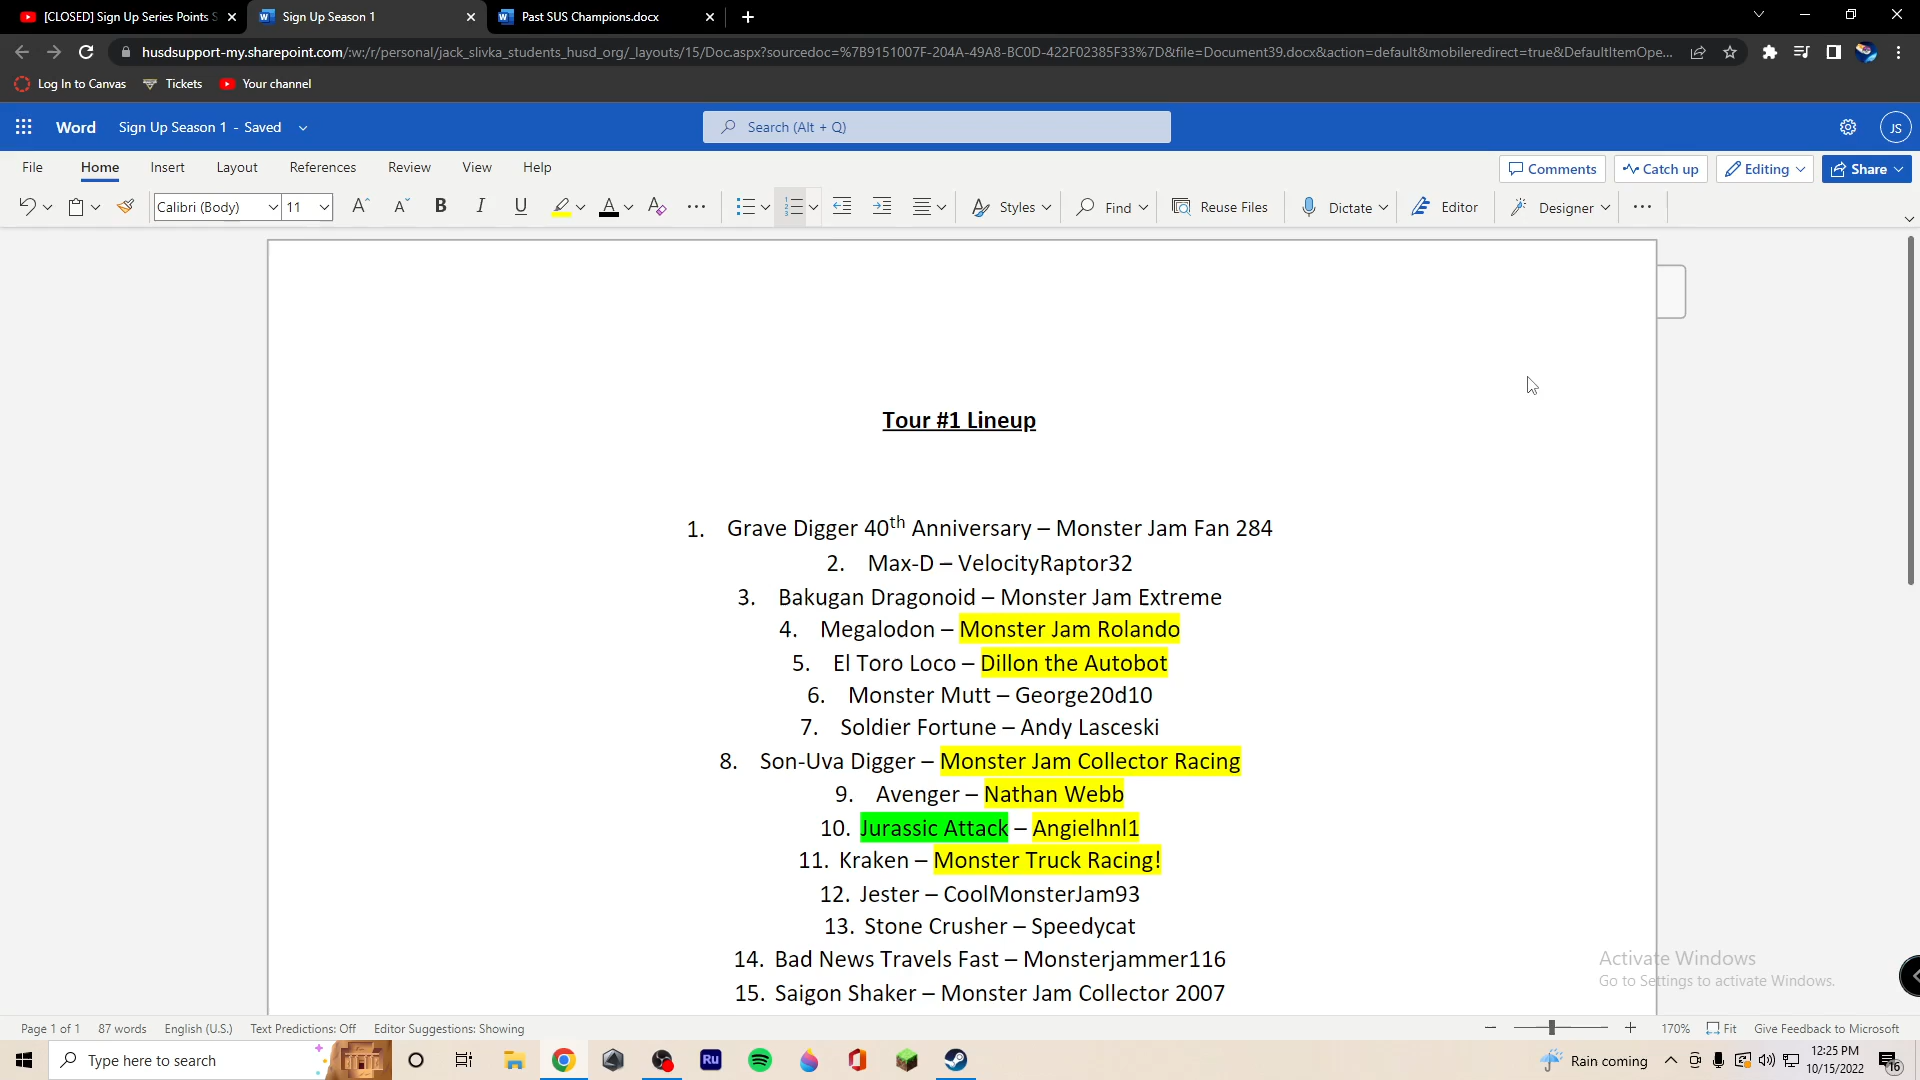 [CLOSED] Sign Up Series Points S
Sign Up Season 1
Past SUS Champions.docx
husdsupport-my.sharepoint.com/:w:/r/personal/jack_slivka_students_husd_org/_layouts/15/Doc.aspx?sourcedoc=%7B9151007F-204A-49A8-BC0D-422F02385F33%7D&file=Document39.docx&action=default&mobileredirect=true&DefaultItemOpe...
Log In to Canvas
Tickets
Your channel
Word
Sign Up Season 1 - Saved
Search (Alt + Q)
JS
File
Home
Insert
Layout
References
Review
View
Help
Comments
Catch up
Editing
Share
Calibri (Body)
11
Styles
Find
Reuse Files
Dictate
Editor
Designer
Tour #1 Lineup
1. Grave Digger 40th Anniversary – Monster Jam Fan 284
2. Max-D – VelocityRaptor32
3. Bakugan Dragonoid – Monster Jam Extreme
4. Megalodon – Monster Jam Rolando
5. El Toro Loco – Dillon the Autobot
6. Monster Mutt – George20d10
7. Soldier Fortune – Andy Lasceski
8. Son-Uva Digger – Monster Jam Collector Racing
9. Avenger – Nathan Webb
10. Jurassic Attack – Angielhnl1
11. Kraken – Monster Truck Racing!
12. Jester – CoolMonsterJam93
13. Stone Crusher – Speedycat
14. Bad News Travels Fast – Monsterjammer116
15. Saigon Shaker – Monster Jam Collector 2007
Activate Windows
Go to Settings to activate Windows.
Page 1 of 1
87 words
English (U.S.)
Text Predictions: Off
Editor Suggestions: Showing
170%
Fit
Give Feedback to Microsoft
Type here to search
Ru
Rain coming
12:25 PM
10/15/2022
16